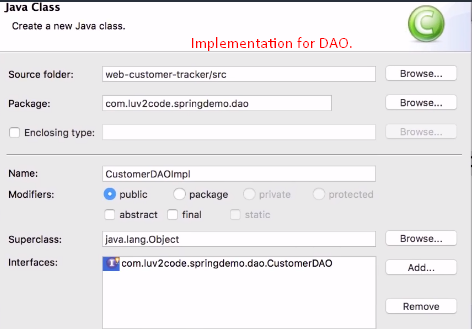 Java Class
Create a new Java class.
Implementation for DAO.
Source folder: web-customer-tracker/src Browse...
Package: com.luv2code.springdemo.dao Browse...
Enclosing type: Browse...
Name: CustomerDAOImpl
Modifiers: public package private protected
abstract final static
Superclass: java.lang.Object Browse...
Interfaces: com.luv2code.springdemo.dao.CustomerDAO Add...
Remove